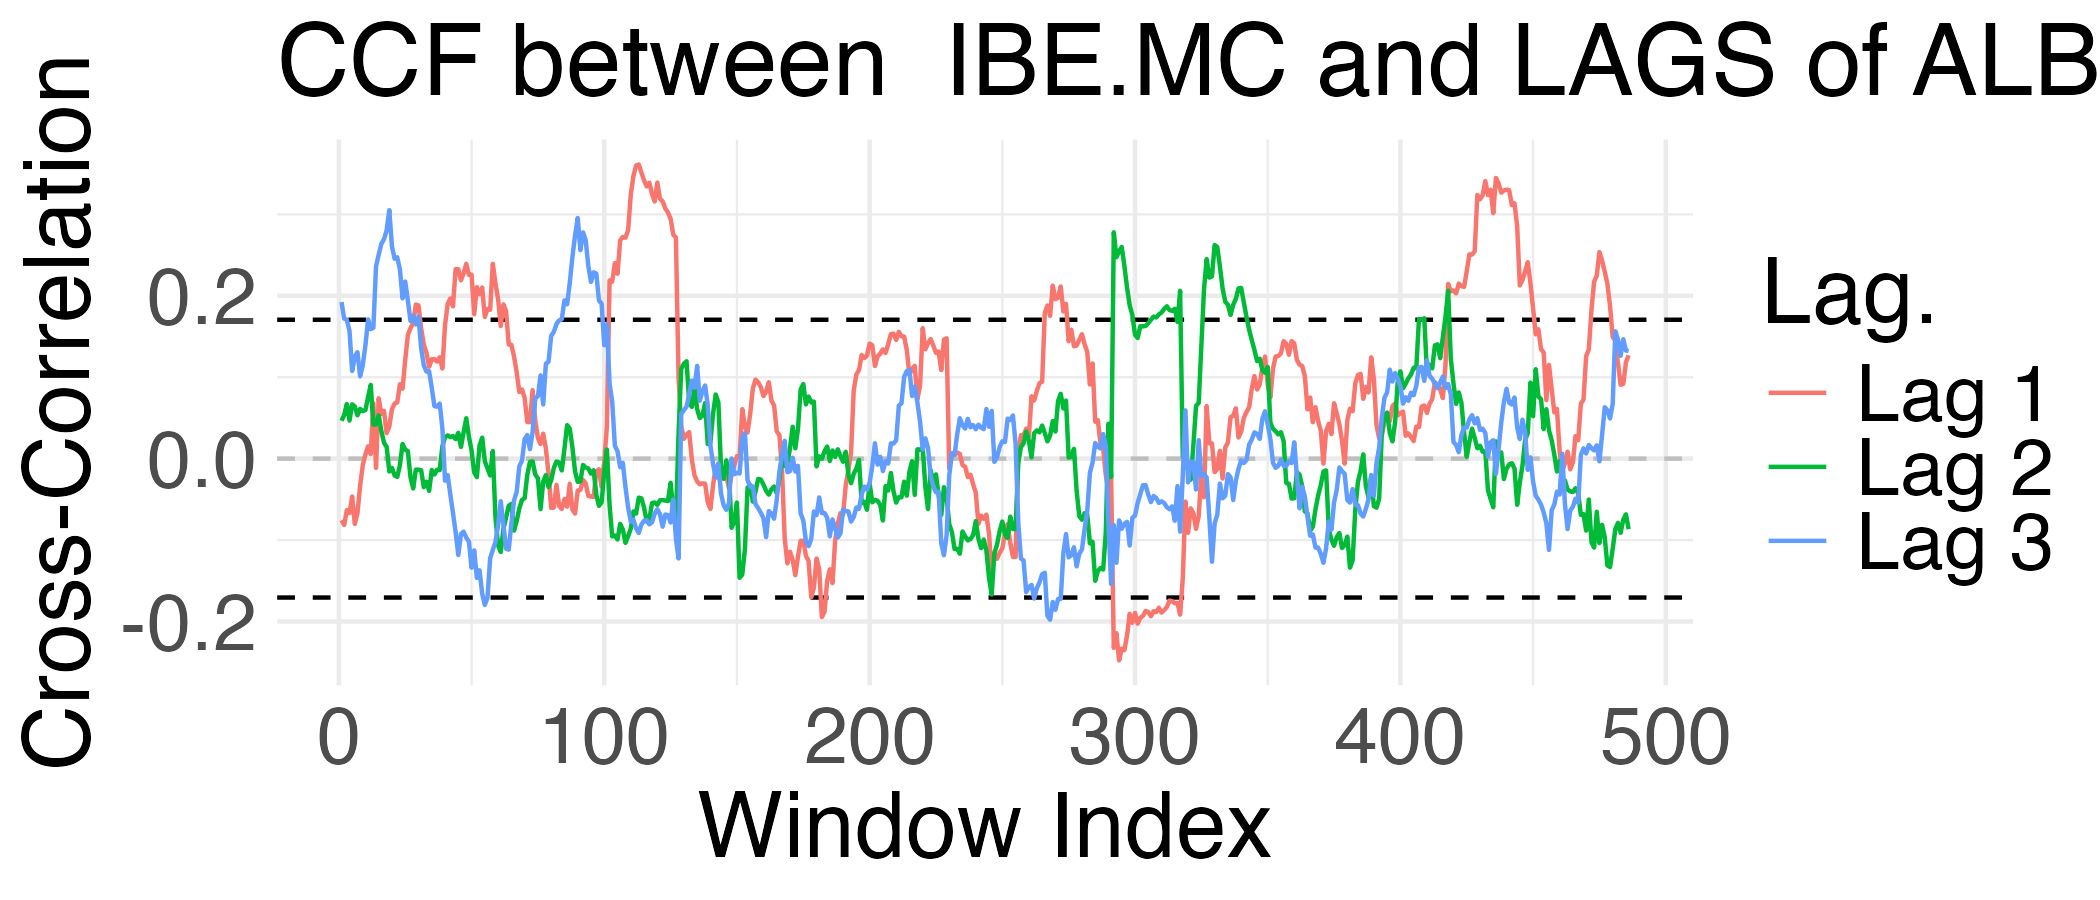 CCF between IBE.MC and LAGS of ALB
Cross-Correlation
0.2
0.0
-0.2
0
100
200
300
400
500
Window Index
Lag.
Lag 1
Lag 2
Lag 3